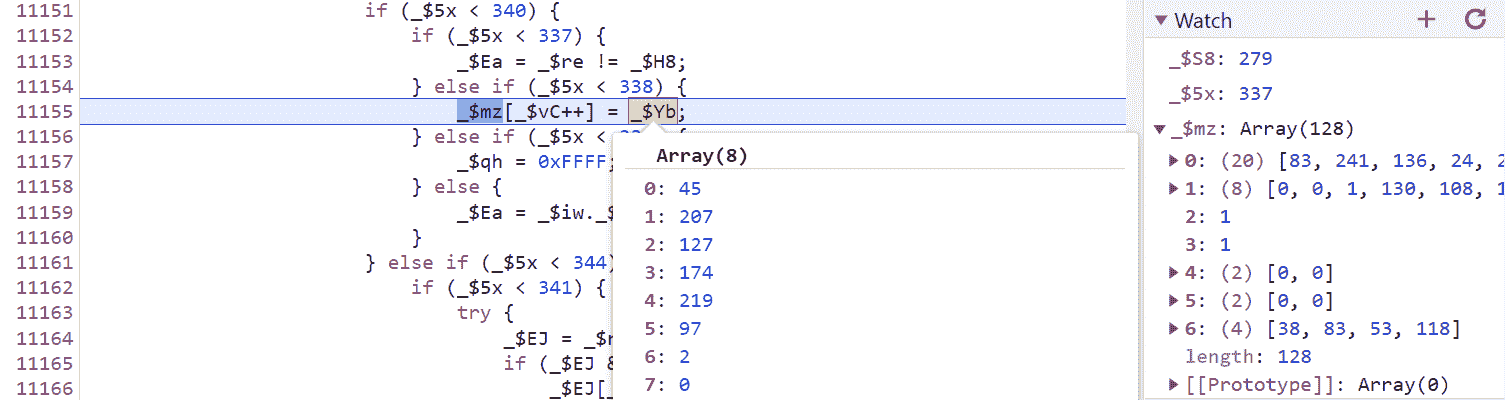 11151 if (_$5x < 340) {
11152 if (_$5x < 337) {
11153 _$Ea = _$re != _$H8;
11154 } else if (_$5x < 338) {
11155 _$mz[_$vC++] = _$Yb;
11156 } else if (_$5x < {
11157 _$qh = 0xFFFF;
11158 } else {
11159 _$Ea = _$iw._$
11160 }
11161 } else if (_$5x < 344)
11162 if (_$5x < 341) {
11163 try {
11164 _$EJ = _$r
11165 if (_$EJ &
11166 _$EJ[_
Array(8)
0: 45
1: 207
2: 127
3: 174
4: 219
5: 97
6: 2
7: 0
Watch
_$S8: 279
_$5x: 337
_$mz: Array(128)
0: (20) [83, 241, 136, 24, 2
1: (8) [0, 0, 1, 130, 108, 1
2: 1
3: 1
4: (2) [0, 0]
5: (2) [0, 0]
6: (4) [38, 83, 53, 118]
length: 128
[[Prototype]]: Array(0)